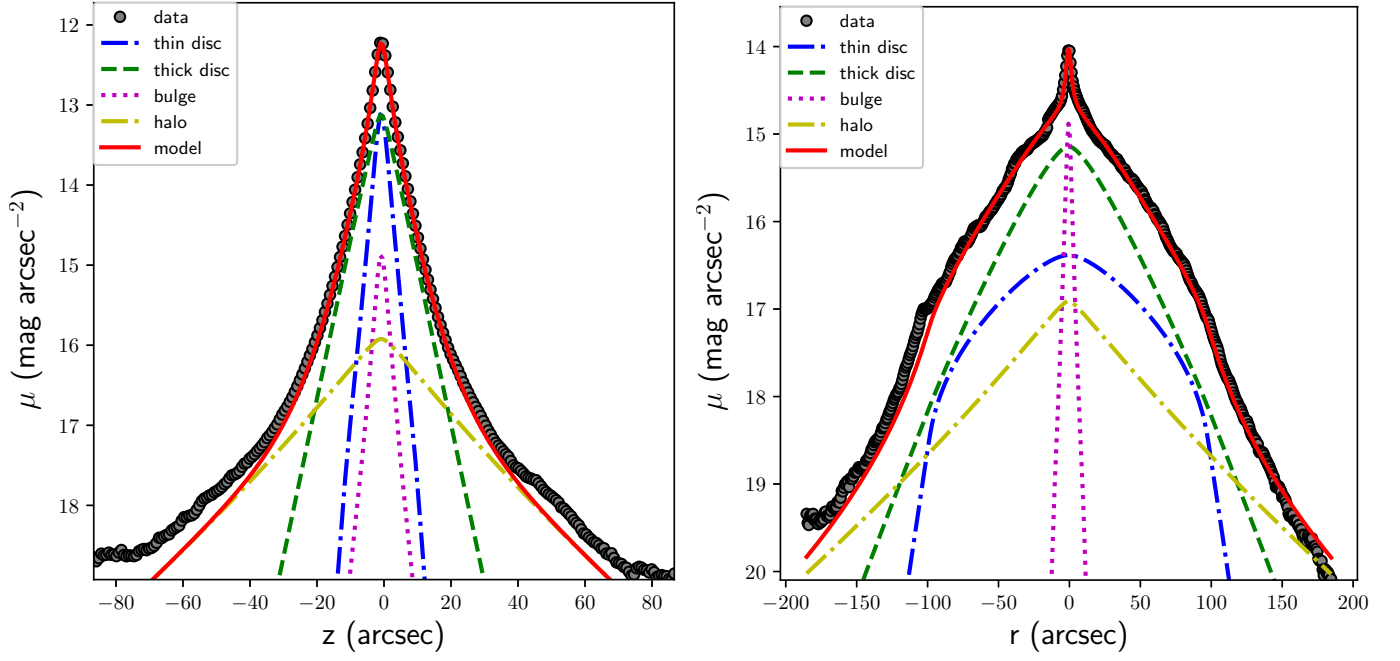 data
thin disc
thick disc
bulge
halo
model
12
13
14
15
16
17
18
μ (mag arcsec⁻²)
−80 −60 −40 −20 0 20 40 60 80
z (arcsec)
data
thin disc
thick disc
bulge
halo
model
14
15
16
17
18
19
20
μ (mag arcsec⁻²)
−200 −150 −100 −50 0 50 100 150 200
r (arcsec)